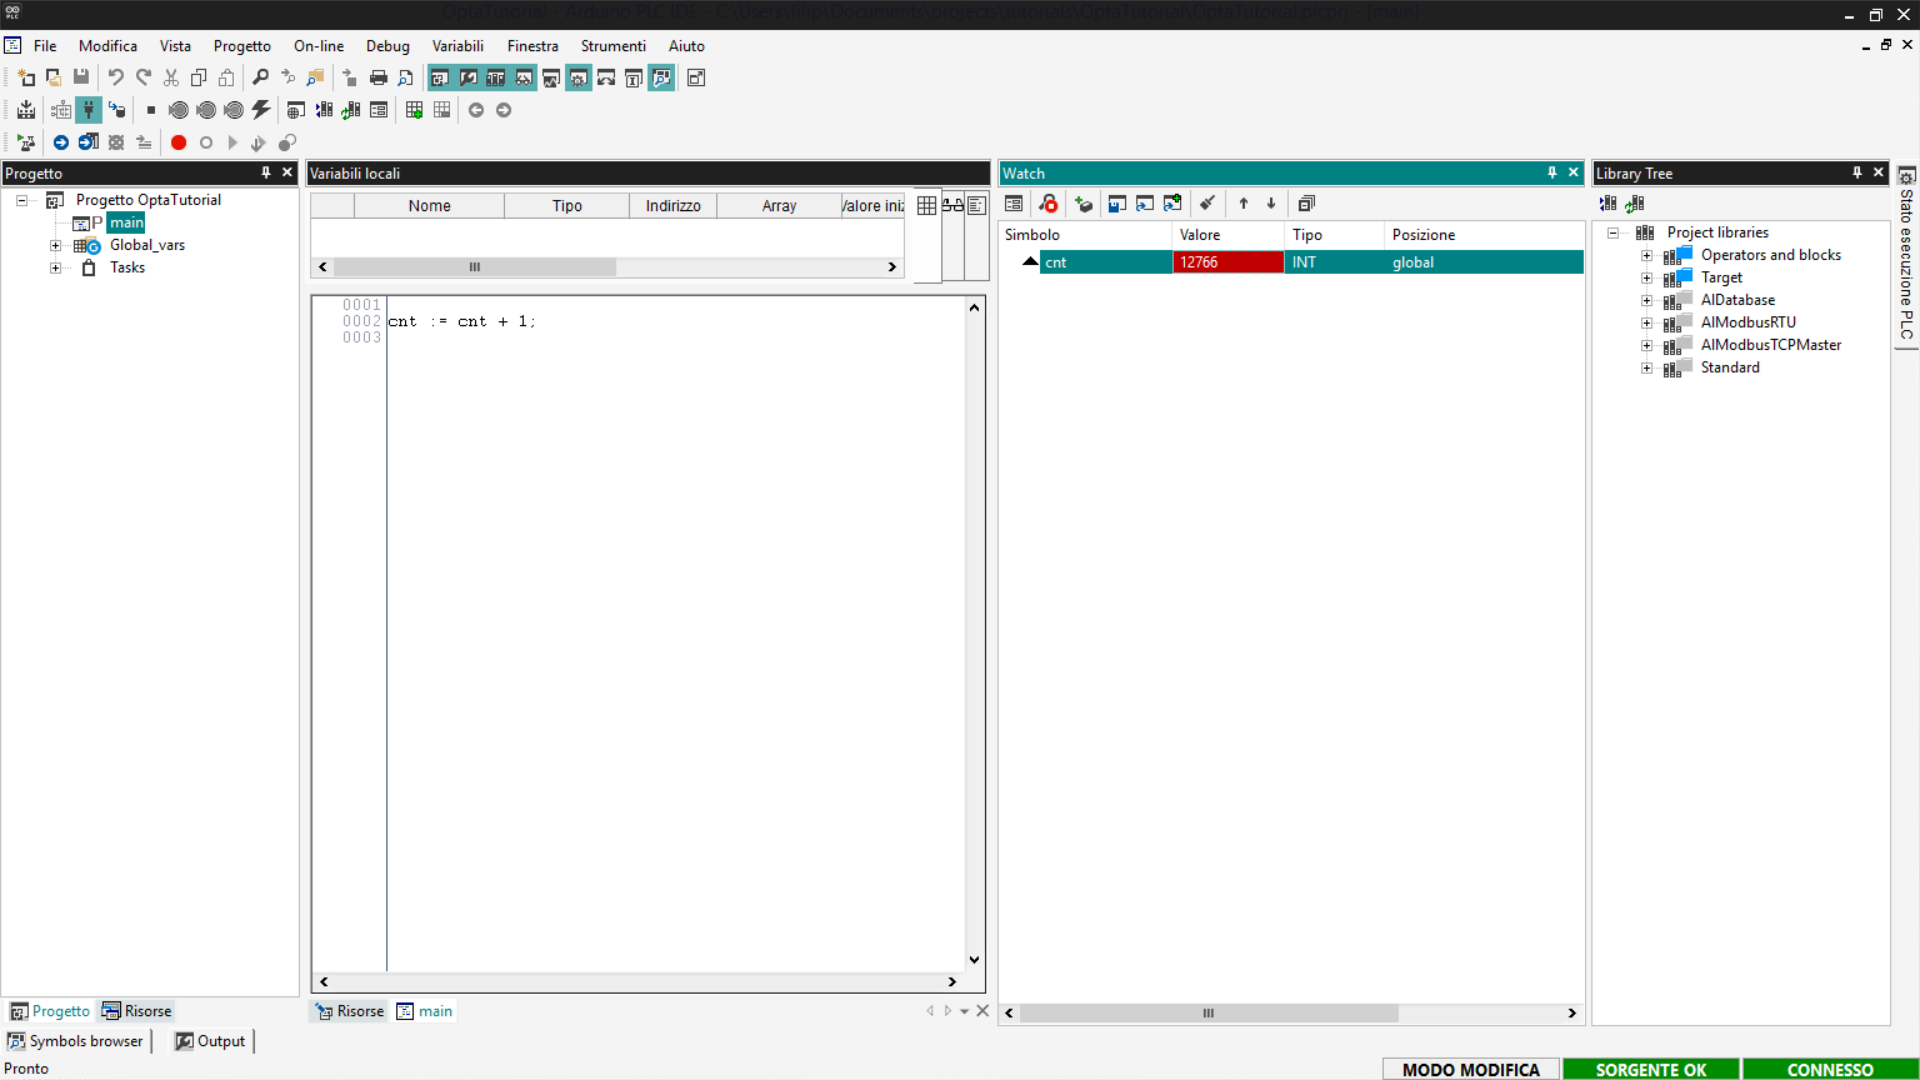 OptaTutorial - Arduino PLC IDE - C:\Users\filip\Documents\projects\tutorials\OptaTutorial\OptaTutorial.plcprj - [main]
PLC
File Modifica Vista Progetto On-line Debug Variabili Finestra Strumenti Aiuto
Progetto
Progetto OptaTutorial
P main
Global_vars
Tasks
Variabili locali
Nome Tipo Indirizzo Array Valore iniz
0001
0002 cnt := cnt + 1;
0003
Watch
Simbolo Valore Tipo Posizione
cnt 12766 INT global
Library Tree
Project libraries
Operators and blocks
Target
AlDatabase
AlModbusRTU
AlModbusTCPMaster
Standard
Stato esecuzione PLC
Progetto Risorse
Risorse main
Symbols browser Output
Pronto
MODO MODIFICA SORGENTE OK CONNESSO